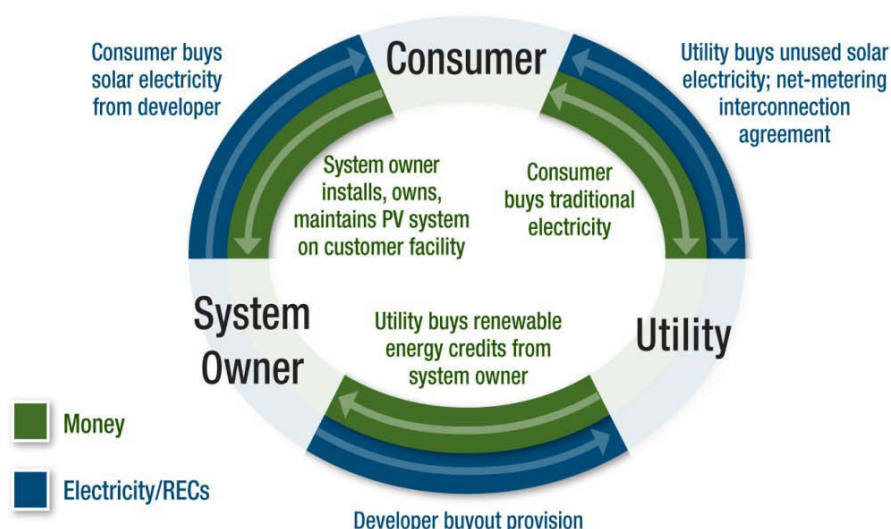 Consumer
Consumer buys
solar electricity
from developer
Utility buys unused solar
electricity; net-metering
interconnection
agreement
System owner
installs, owns,
maintains PV system
on customer facility
Consumer
buys traditional
electricity
System
Owner
Utility buys renewable
energy credits from
system owner
Utility
Money
Electricity/RECs
Developer buyout provision